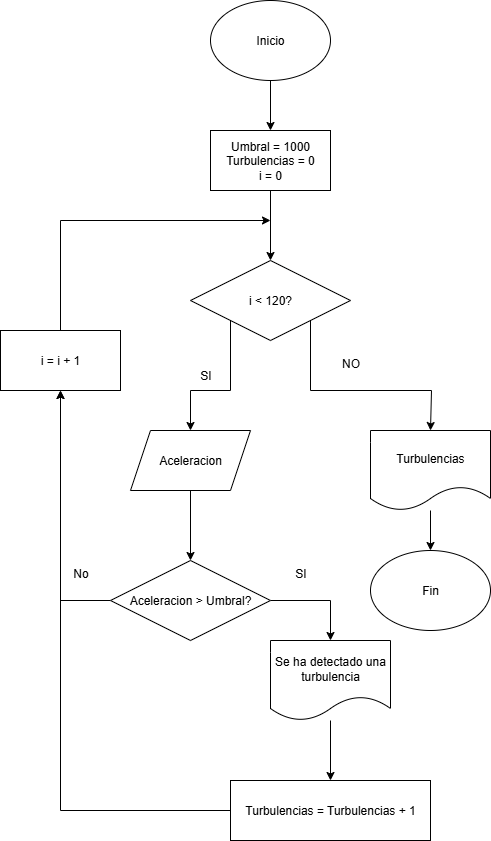 Inicio
Umbral = 1000
Turbulencias = 0
i = 0
i < 120?
i = i + 1
SI
NO
Aceleracion
Turbulencias
No
SI
Aceleracion > Umbral?
Fin
Se ha detectado una
turbulencia
Turbulencias = Turbulencias + 1